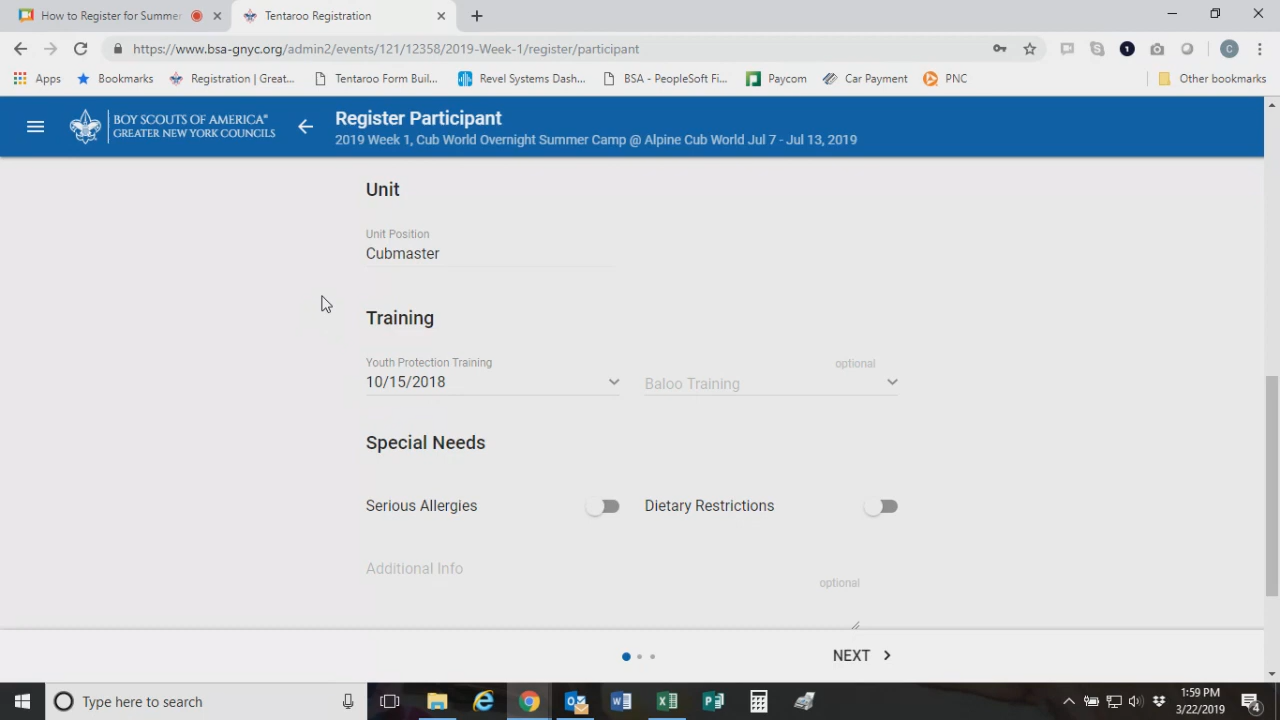 How to Register for Summer
Tentaroo Registration
https://www.bsa-gnyc.org/admin2/events/121/12358/2019-Week-1/register/participant
C
Apps
Bookmarks
Registration | Great...
Tentaroo Form Buil...
Revel Systems Dash...
BSA - PeopleSoft Fi...
Paycom
Car Payment
PNC
Other bookmarks
BOY SCOUTS OF AMERICA®
GREATER NEW YORK COUNCILS
Register Participant
2019 Week 1, Cub World Overnight Summer Camp @ Alpine Cub World Jul 7 - Jul 13, 2019
Unit
Unit Position
Cubmaster
Training
Youth Protection Training
10/15/2018
optional
Baloo Training
Special Needs
Serious Allergies
Dietary Restrictions
Additional Info
optional
NEXT
Type here to search
1:59 PM
3/22/2019
4